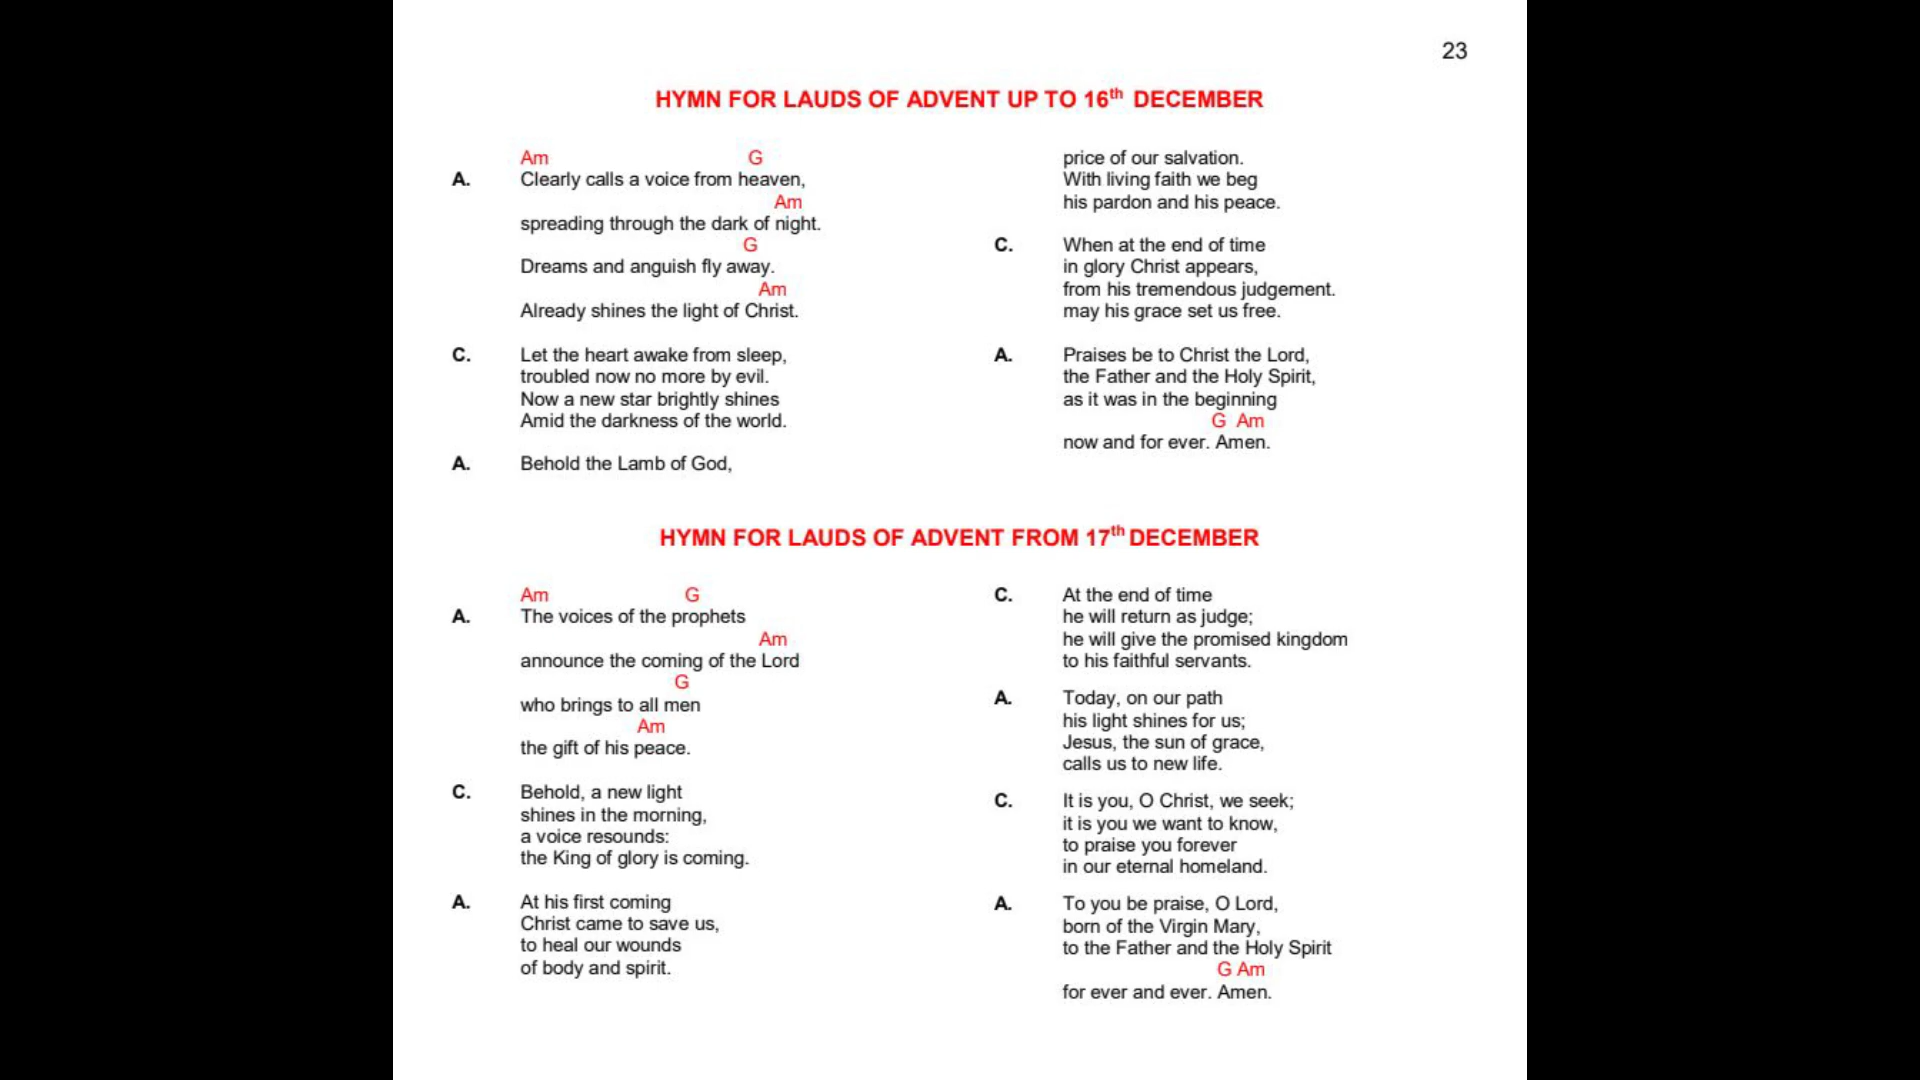 23
HYMN FOR LAUDS OF ADVENT UP TO 16th DECEMBER
Am G
A. Clearly calls a voice from heaven,
Am
spreading through the dark of night.
G
Dreams and anguish fly away.
Am
Already shines the light of Christ.
C. Let the heart awake from sleep,
troubled now no more by evil.
Now a new star brightly shines
Amid the darkness of the world.
A. Behold the Lamb of God,
price of our salvation.
With living faith we beg
his pardon and his peace.
C. When at the end of time
in glory Christ appears,
from his tremendous judgement.
may his grace set us free.
A. Praises be to Christ the Lord,
the Father and the Holy Spirit,
as it was in the beginning
G Am
now and for ever. Amen.
HYMN FOR LAUDS OF ADVENT FROM 17th DECEMBER
Am G
A. The voices of the prophets
Am
announce the coming of the Lord
G
who brings to all men
Am
the gift of his peace.
C. Behold, a new light
shines in the morning,
a voice resounds:
the King of glory is coming.
A. At his first coming
Christ came to save us,
to heal our wounds
of body and spirit.
C. At the end of time
he will return as judge;
he will give the promised kingdom
to his faithful servants.
A. Today, on our path
his light shines for us;
Jesus, the sun of grace,
calls us to new life.
C. It is you, O Christ, we seek;
it is you we want to know,
to praise you forever
in our eternal homeland.
A. To you be praise, O Lord,
born of the Virgin Mary,
to the Father and the Holy Spirit
G Am
for ever and ever. Amen.